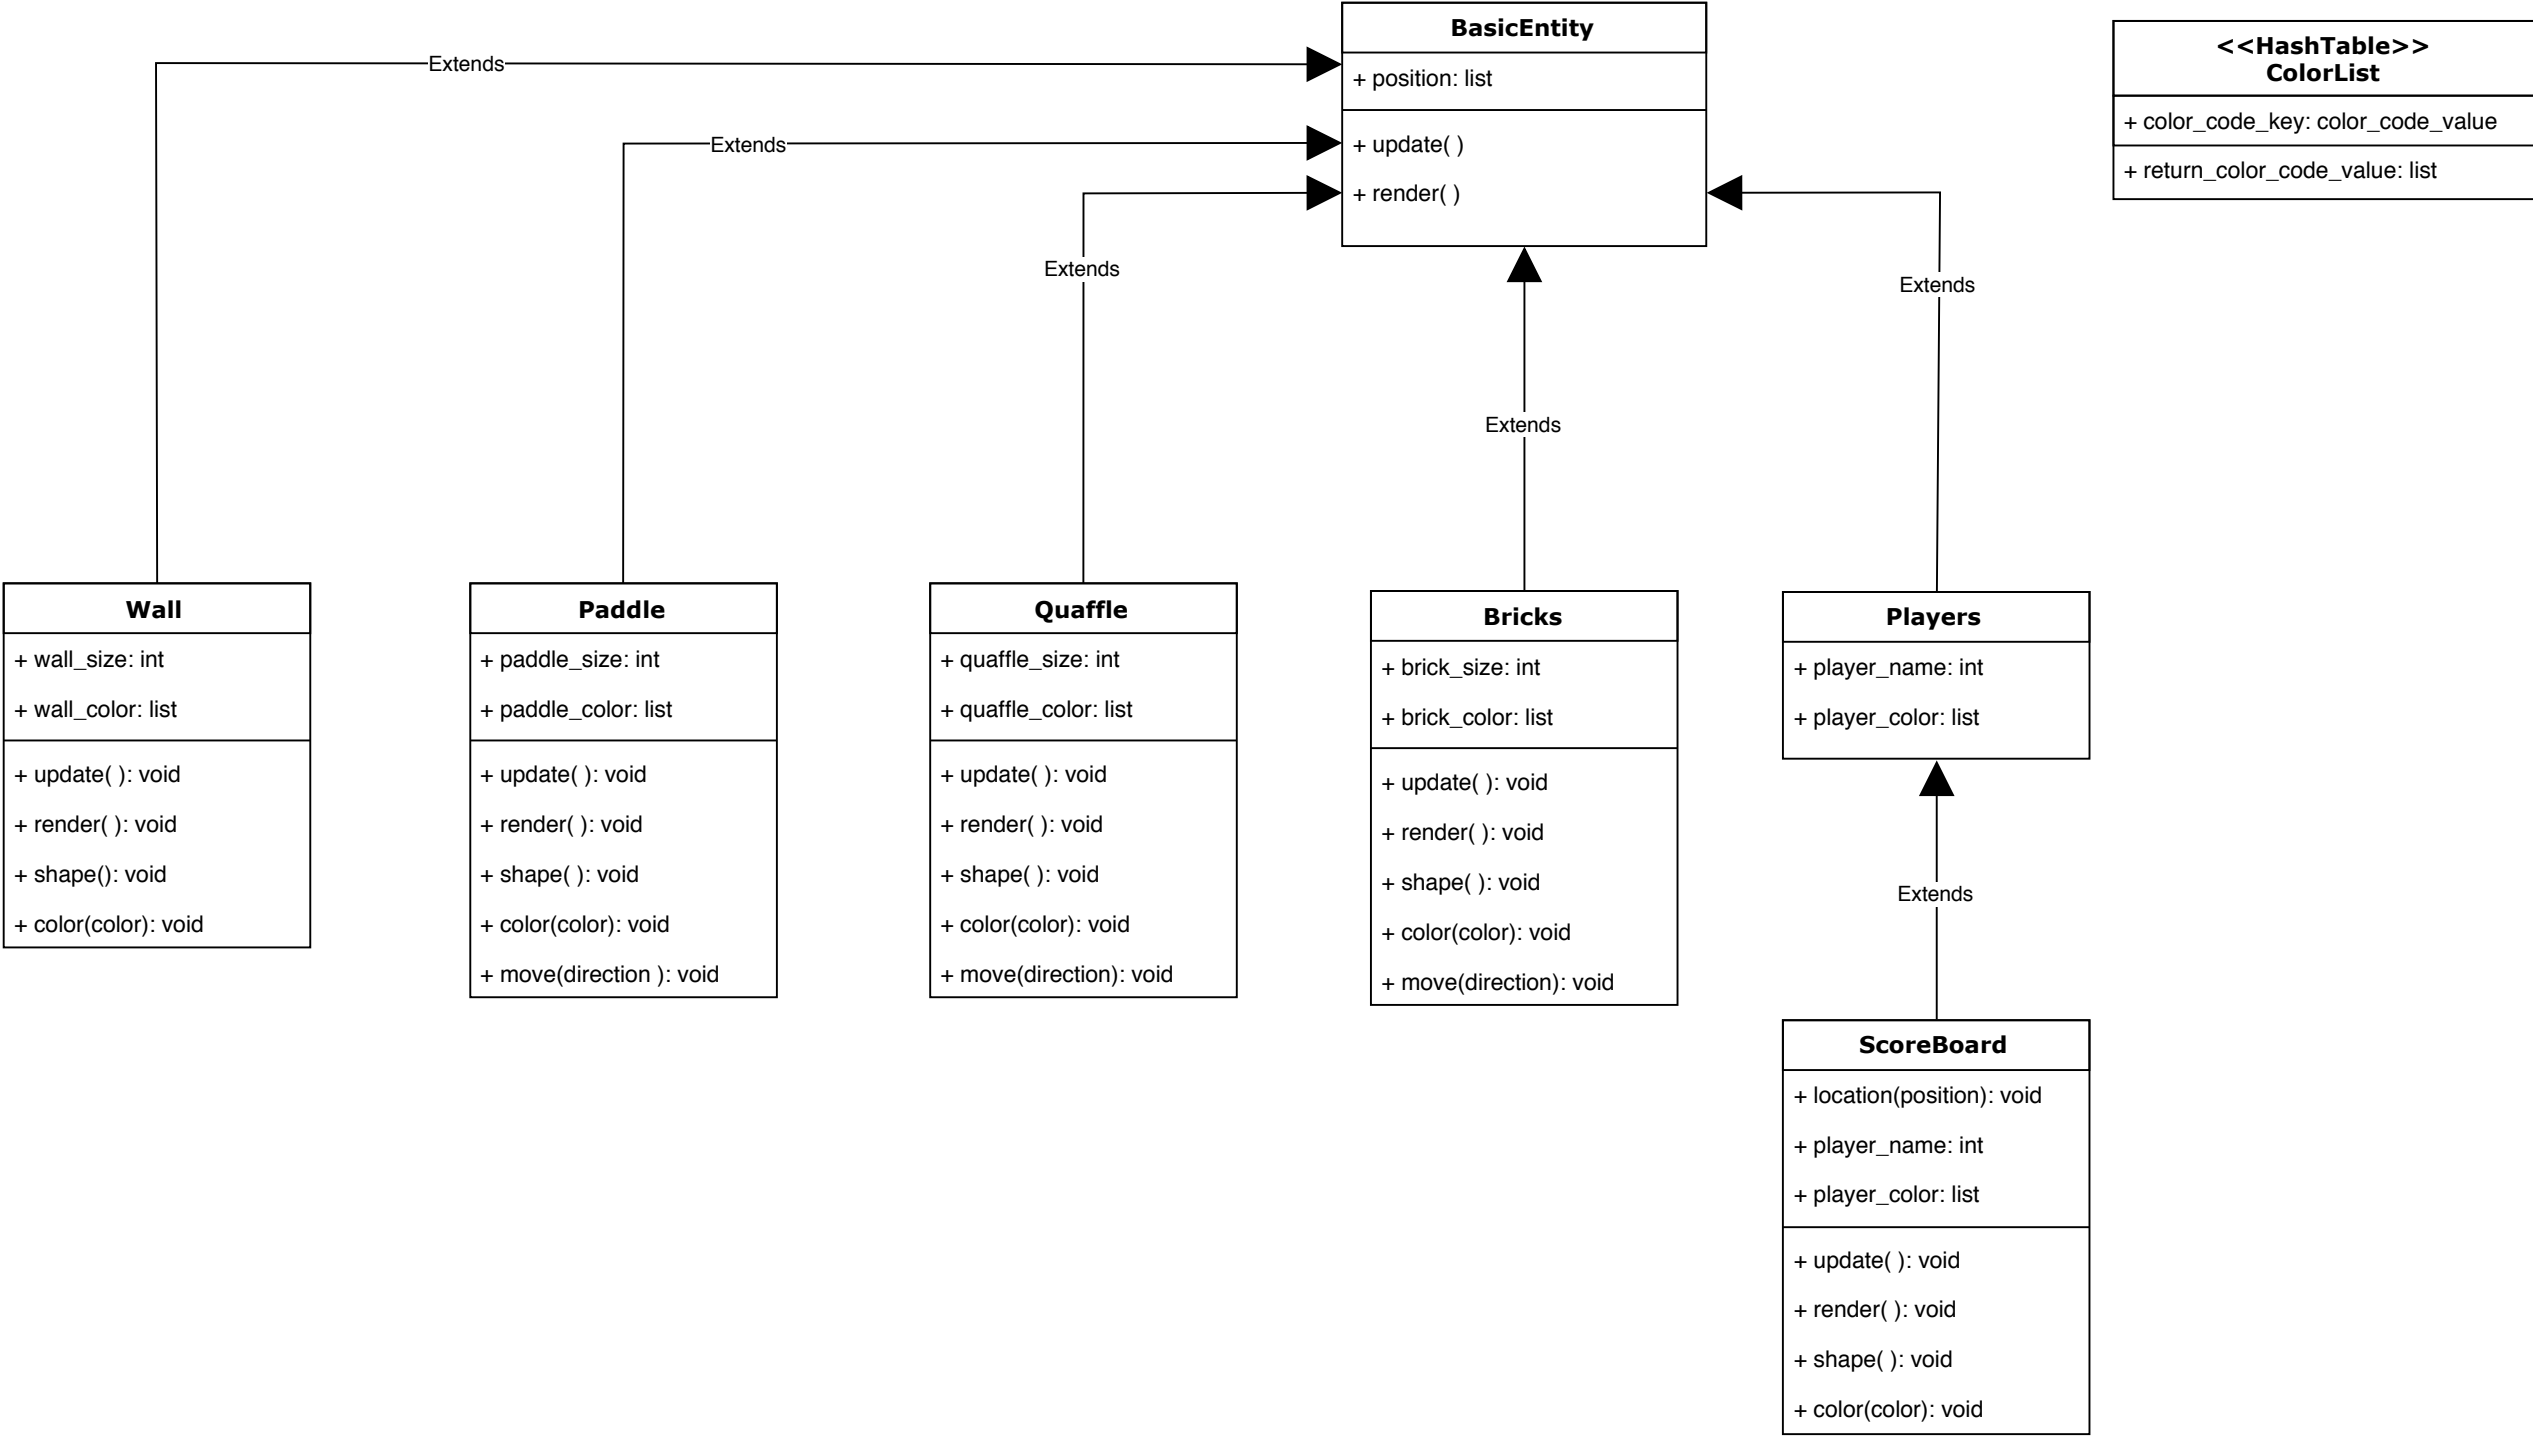 BasicEntity
+ position: list
+ update( )
+ render( )
<<HashTable>>
ColorList
+ color_code_key: color_code_value
+ return_color_code_value: list
Extends
Extends
Extends
Extends
Extends
Wall
+ wall_size: int
+ wall_color: list
+ update( ): void
+ render( ): void
+ shape(): void
+ color(color): void
Paddle
+ paddle_size: int
+ paddle_color: list
+ update( ): void
+ render( ): void
+ shape( ): void
+ color(color): void
+ move(direction ): void
Quaffle
+ quaffle_size: int
+ quaffle_color: list
+ update( ): void
+ render( ): void
+ shape( ): void
+ color(color): void
+ move(direction): void
Bricks
+ brick_size: int
+ brick_color: list
+ update( ): void
+ render( ): void
+ shape( ): void
+ color(color): void
+ move(direction): void
Players
+ player_name: int
+ player_color: list
Extends
ScoreBoard
+ location(position): void
+ player_name: int
+ player_color: list
+ update( ): void
+ render( ): void
+ shape( ): void
+ color(color): void